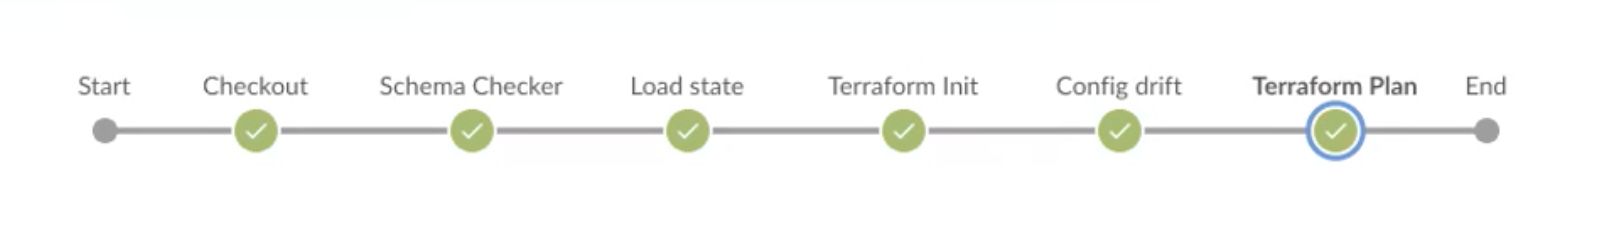 Start Checkout Schema Checker Load state Terraform Init Config drift Terraform Plan End